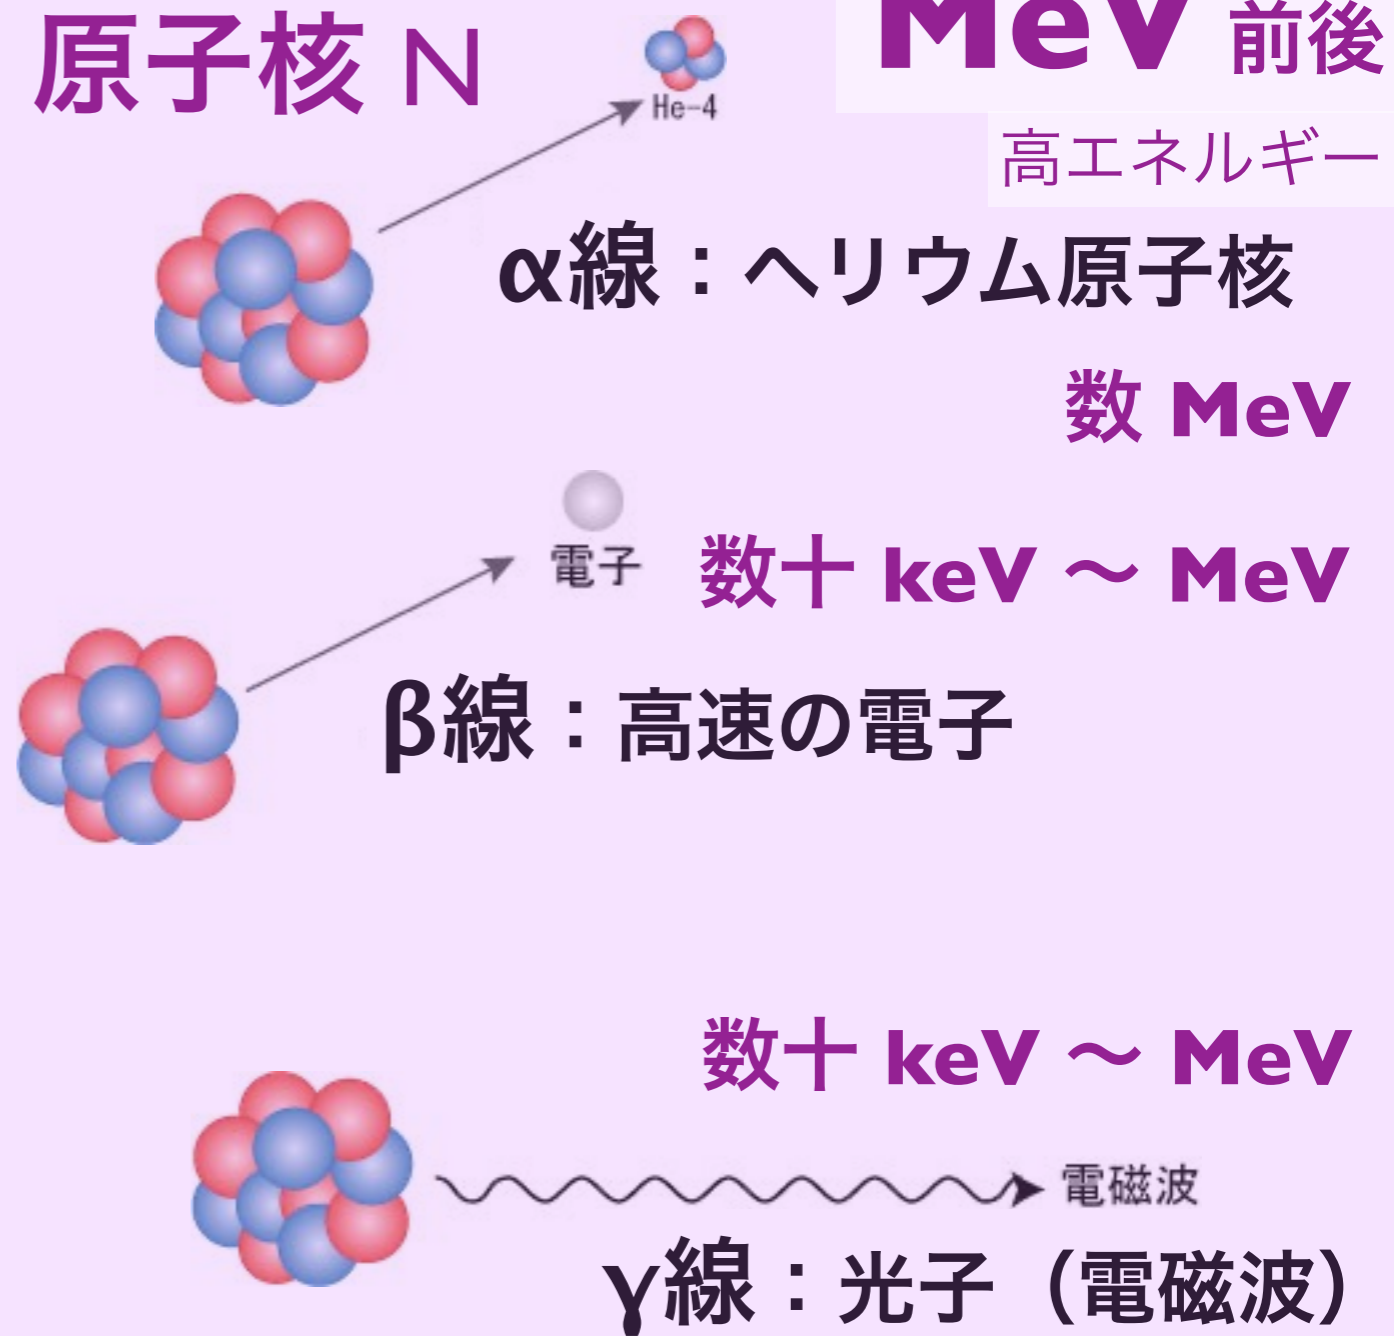 原子核 N
MeV 前後
He-4
高エネルギー
α線：ヘリウム原子核
数 MeV
電子
数十 keV 〜 MeV
β線：高速の電子
数十 keV 〜 MeV
電磁波
γ線：光子（電磁波）